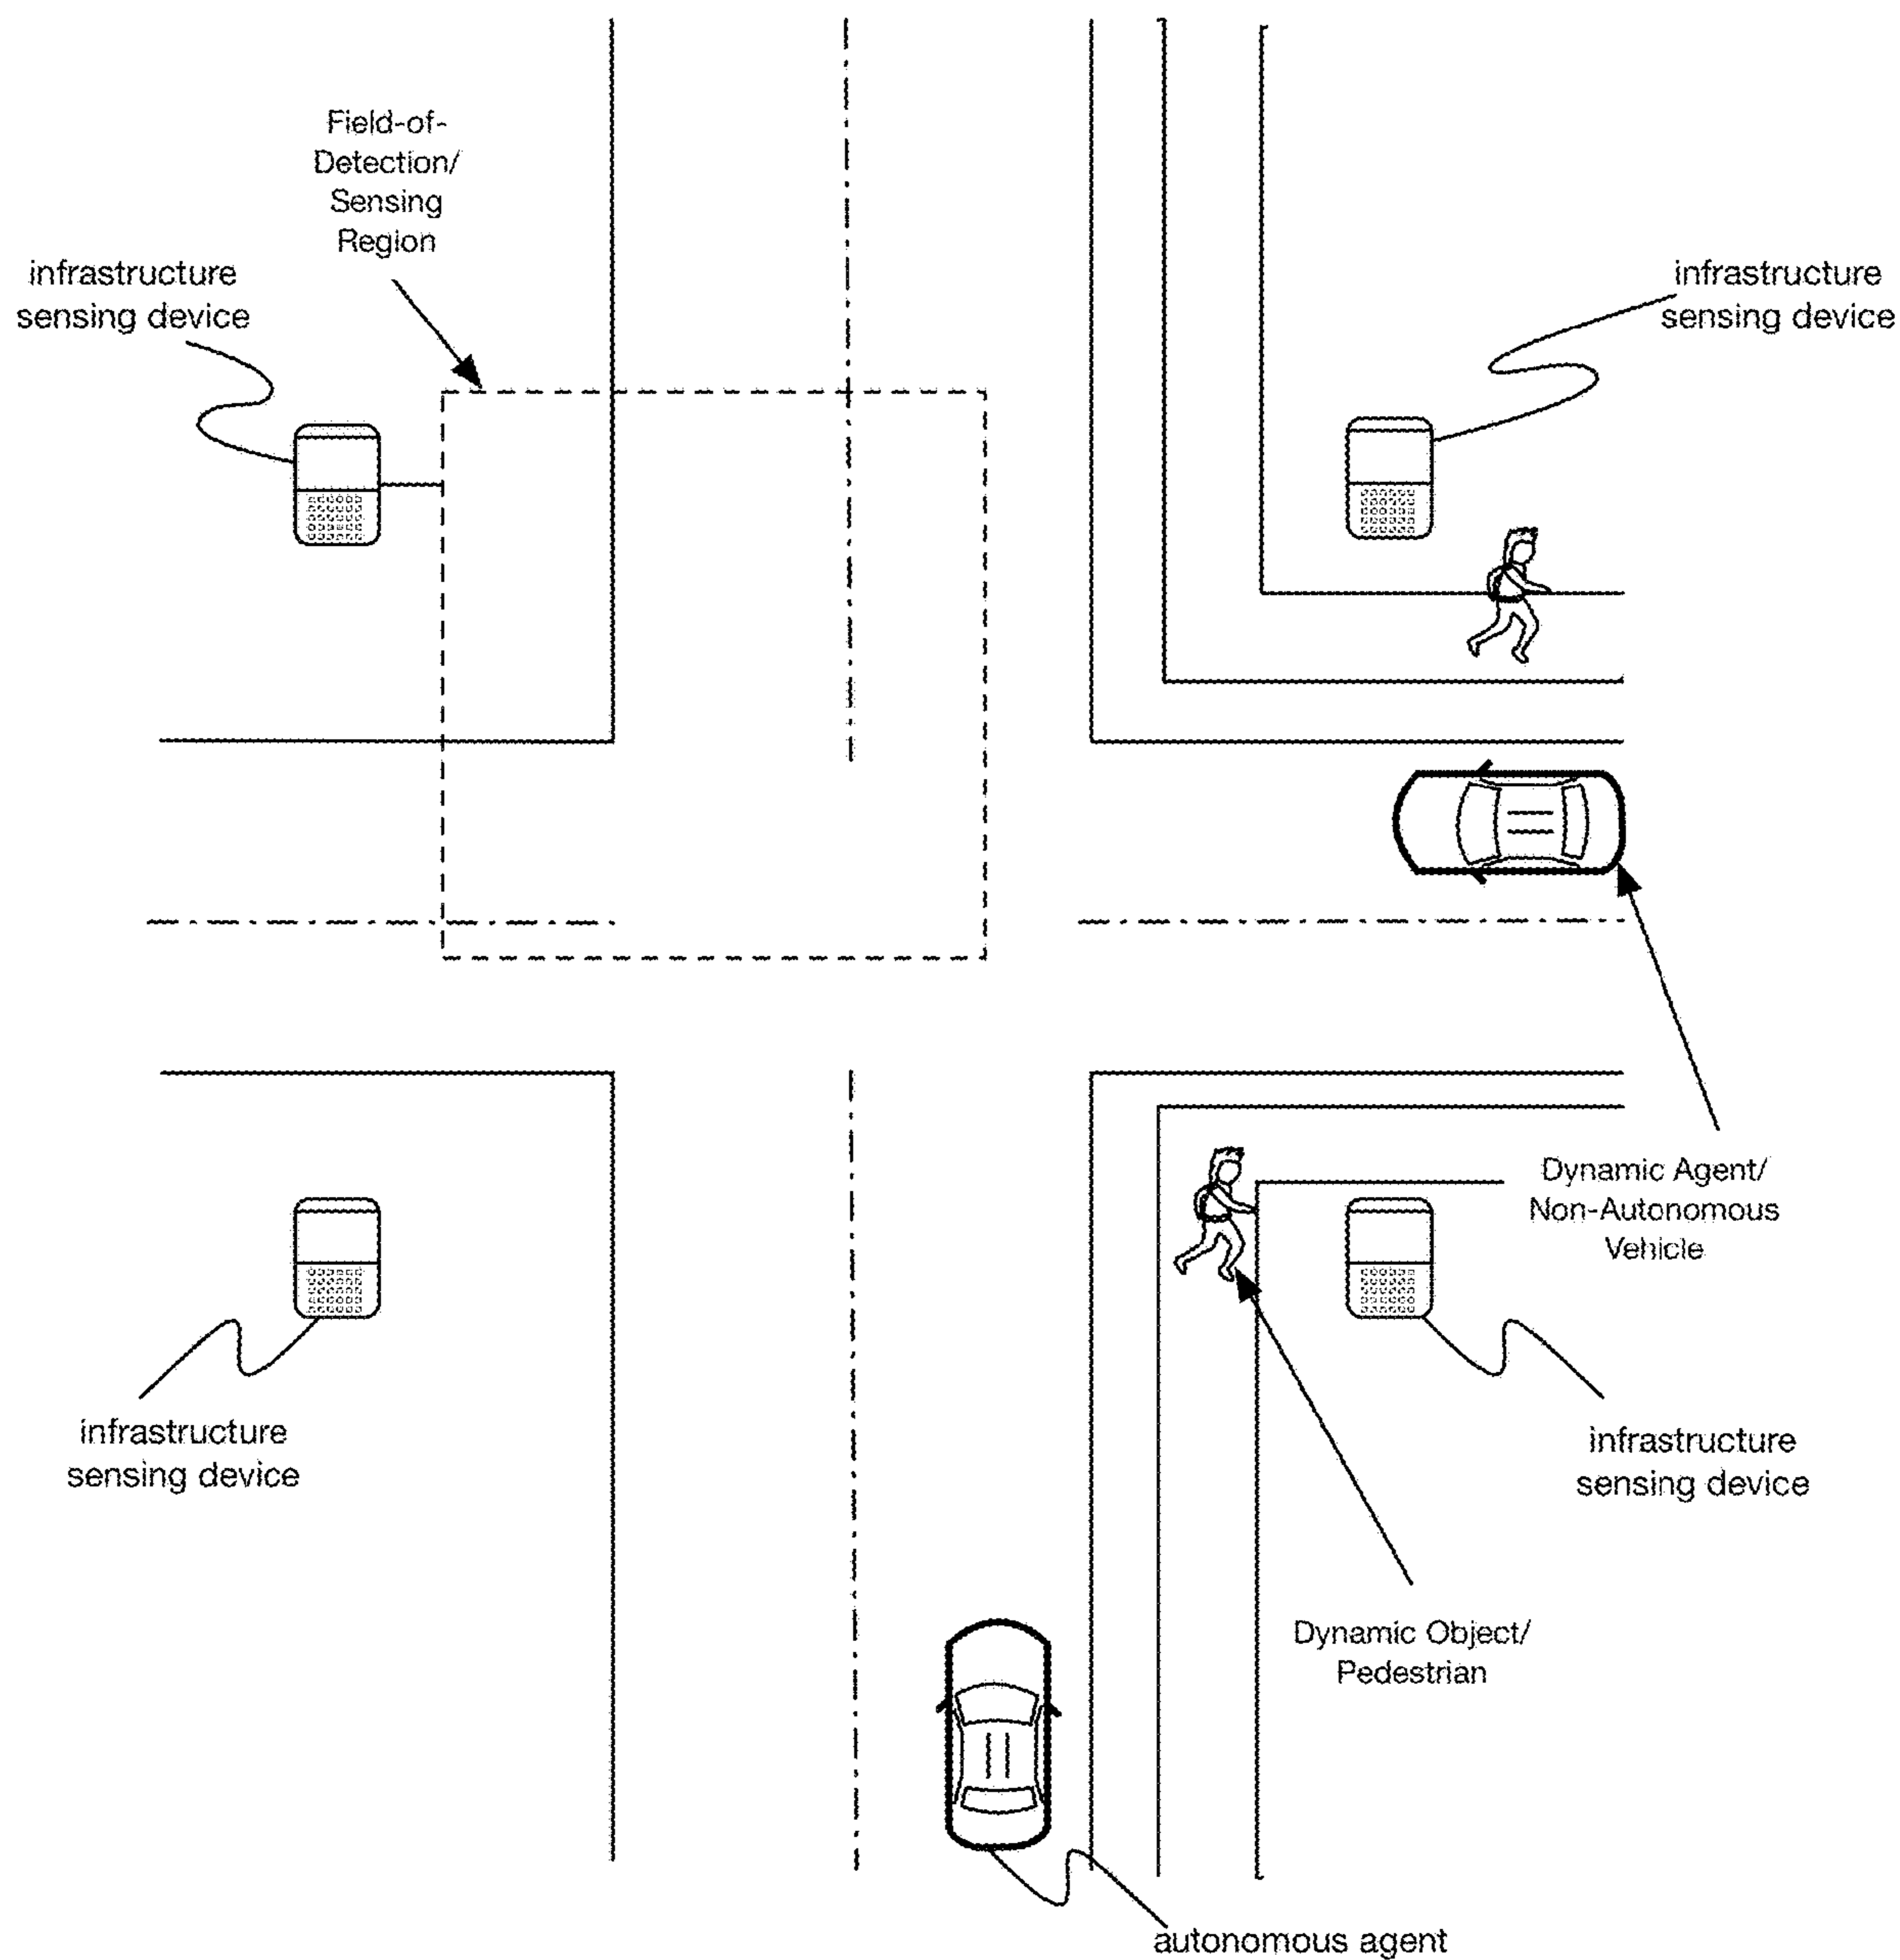 Field-of-
Detection/
Sensing
Region
infrastructure
sensing device
infrastructure
sensing device
Dynamic Agent/
Non-Autonomous
Vehicle
infrastructure
sensing device
infrastructure
sensing device
Dynamic Object/
Pedestrian
autonomous agent